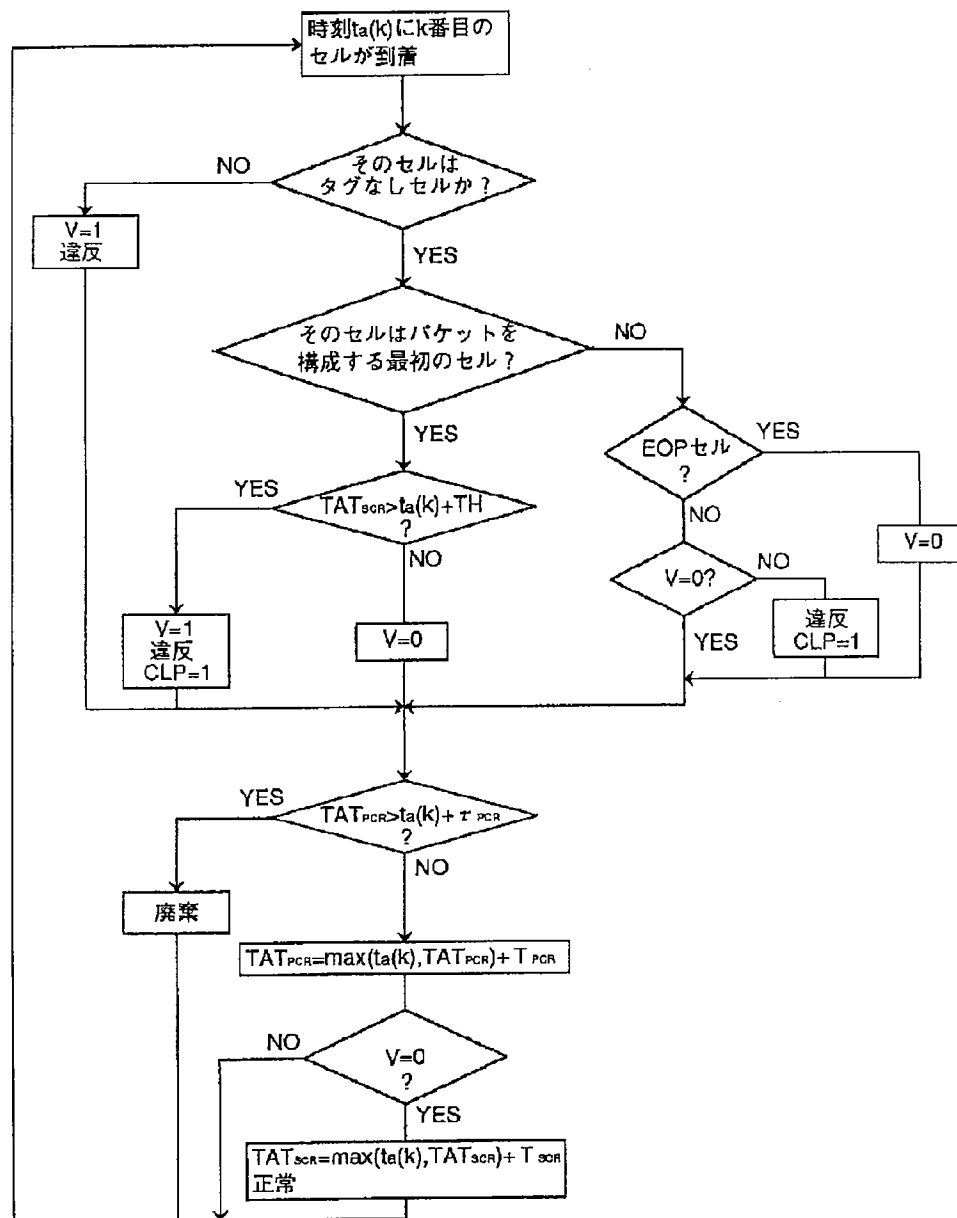 時刻ta(k)にk番目の
セルが到着
そのセルは
タグなしセルか？
NO
V=1
違反
YES
そのセルはパケットを
構成する最初のセル？
NO
YES
EOPセル
?
YES
NO
V=0
V=0?
NO
違反
CLP=1
YES
TATSCR>ta(k)+TH
?
YES
V=1
違反
CLP=1
NO
V=0
TATPCR>ta(k)+τPCR
?
YES
廃棄
NO
TATPCR=max(ta(k),TATPCR)+TPCR
V=0
?
NO
YES
TATSCR=max(ta(k),TATSCR)+TSCR
正常